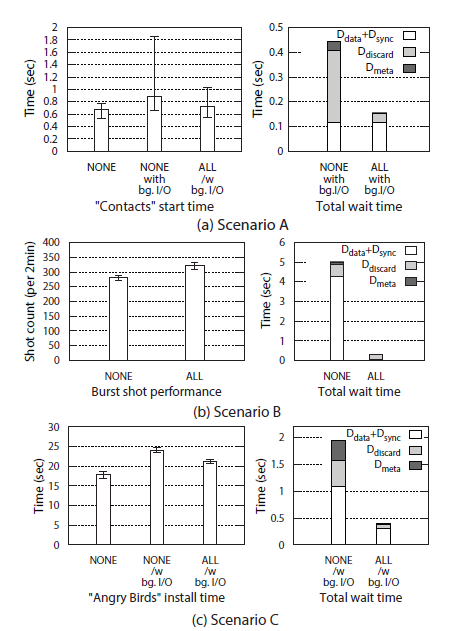 2
1.8
1.6
1.4
1.2
1
0.8
0.6
0.4
0.2
0
Time (sec)
NONE
NONE with bg. I/O
ALL /w bg. I/O
"Contacts" start time
0.5
0.4
0.3
0.2
0.1
0
Time (sec)
Ddata+Dsync
Ddiscard
Dmeta
NONE with bg.I/O
ALL with bg.I/O
Total wait time
(a) Scenario A
400
350
300
250
200
150
100
50
0
Shot count (per 2min)
NONE
ALL
Burst shot performance
6
5
4
3
2
1
0
Time (sec)
Ddata+Dsync
Ddiscard
Dmeta
NONE
ALL
Total wait time
(b) Scenario B
30
25
20
15
10
5
0
Time (sec)
NONE
NONE /w bg. I/O
ALL /w bg. I/O
"Angry Birds" install time
2
1.5
1
0.5
0
Time (sec)
Ddata+Dsync
Ddiscard
Dmeta
NONE /w bg. I/O
ALL /w bg. I/O
Total wait time
(c) Scenario C